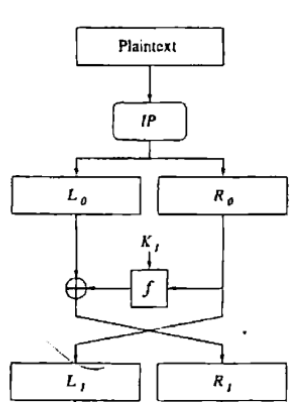 Plaintext
IP
L₀ R₀
K₁
f
L₁ R₁